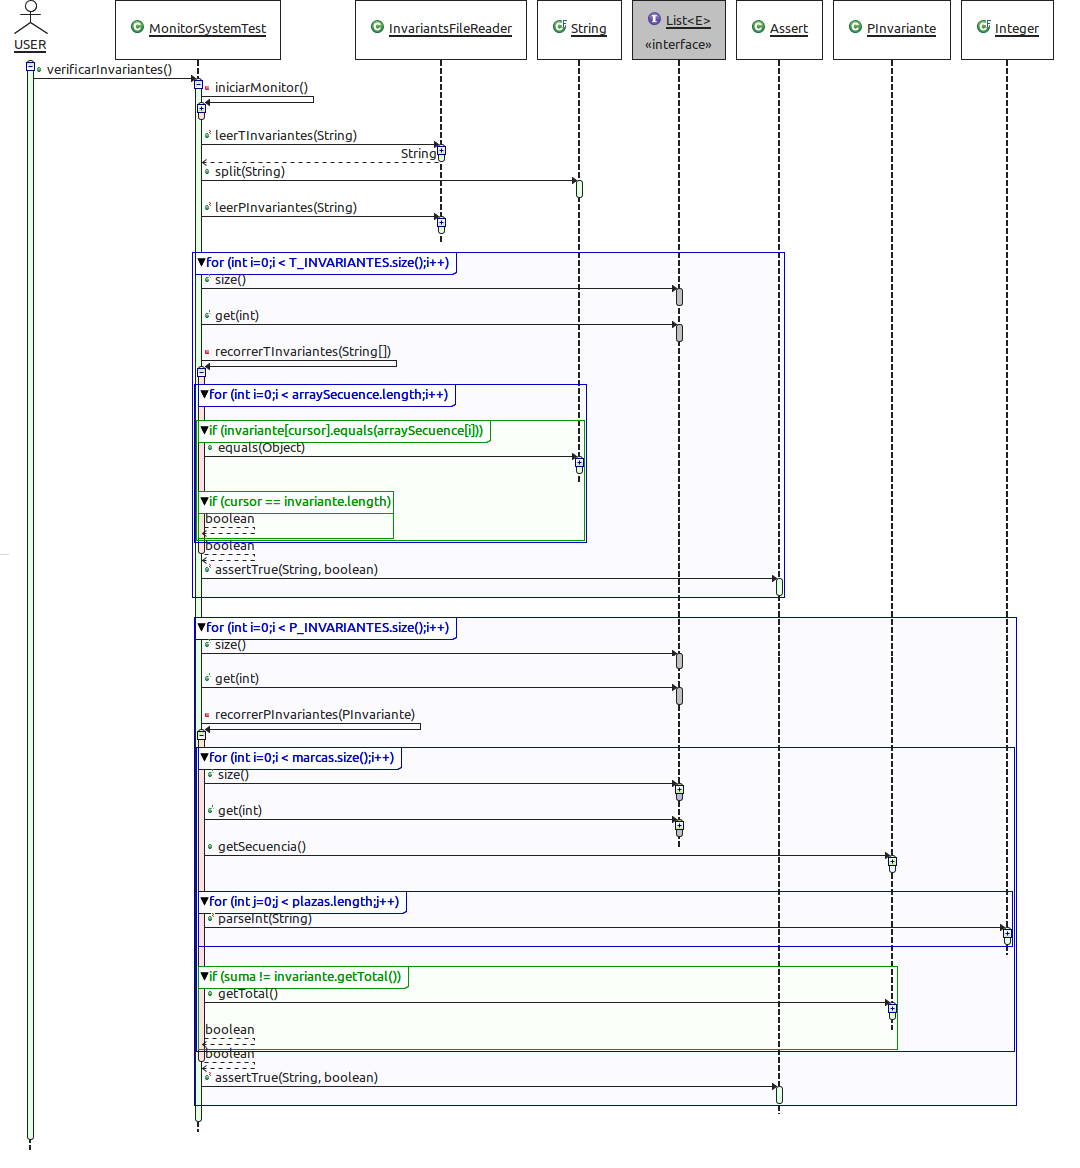 USER
MonitorSystemTest
InvariantsFileReader
String
List<E>
«interface»
Assert
PInvariante
Integer
verificarInvariantes()
iniciarMonitor()
leerTInvariantes(String)
String
split(String)
leerPInvariantes(String)
for (int i=0;i < T_INVARIANTES.size();i++)
size()
get(int)
recorrerTInvariantes(String[])
for (int i=0;i < arraySecuence.length;i++)
if (invariante[cursor].equals(arraySecuence[i]))
equals(Object)
if (cursor == invariante.length)
boolean
boolean
assertTrue(String, boolean)
for (int i=0;i < P_INVARIANTES.size();i++)
size()
get(int)
recorrerPInvariantes(PInvariante)
for (int i=0;i < marcas.size();i++)
size()
get(int)
getSecuencia()
for (int j=0;j < plazas.length;j++)
parseInt(String)
if (suma != invariante.getTotal())
getTotal()
boolean
boolean
assertTrue(String, boolean)